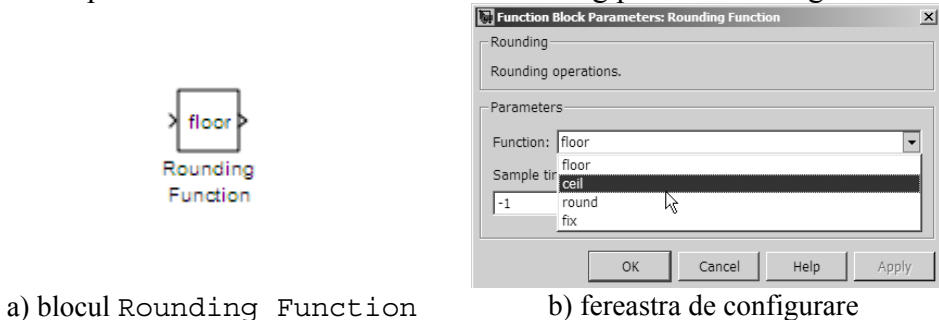 Function Block Parameters: Rounding Function
Rounding
Rounding operations.
Parameters
Function: floor
floor
Sample tim
ceil
-1
round
fix
OK Cancel Help Apply
floor
Rounding
Function
a) blocul Rounding Function
b) fereastra de configurare